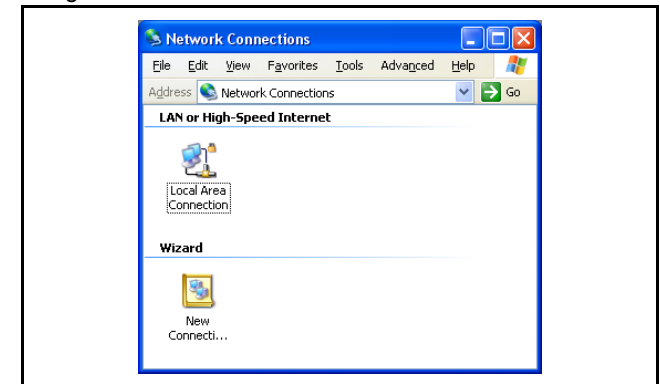 Network Connections
File Edit View Favorites Tools Advanced Help
Address Network Connections Go
LAN or High-Speed Internet
Local Area
Connection
Wizard
New
Connecti...